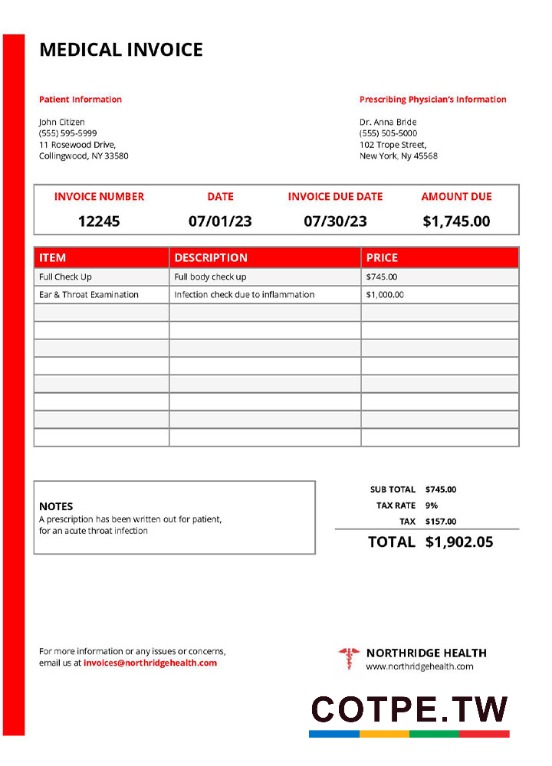 MEDICAL INVOICE
Patient Information
John Citizen
(555) 595-5999
11 Rosewood Drive,
Collingwood, NY 33580
Prescribing Physician's Information
Dr. Anna Bride
(555) 505-5000
102 Trope Street,
New York, Ny 45568
INVOICE NUMBER DATE INVOICE DUE DATE AMOUNT DUE
12245 07/01/23 07/30/23 $1,745.00
ITEM DESCRIPTION PRICE
Full Check Up Full body check up $745.00
Ear & Throat Examination Infection check due to inflammation $1,000.00
NOTES
A prescription has been written out for patient,
for an acute throat infection
SUB TOTAL $745.00
TAX RATE 9%
TAX $157.00
TOTAL $1,902.05
For more information or any issues or concerns,
email us at invoices@northridgehealth.com
NORTHRIDGE HEALTH
www.northridgehealth.com
COTPE.TW